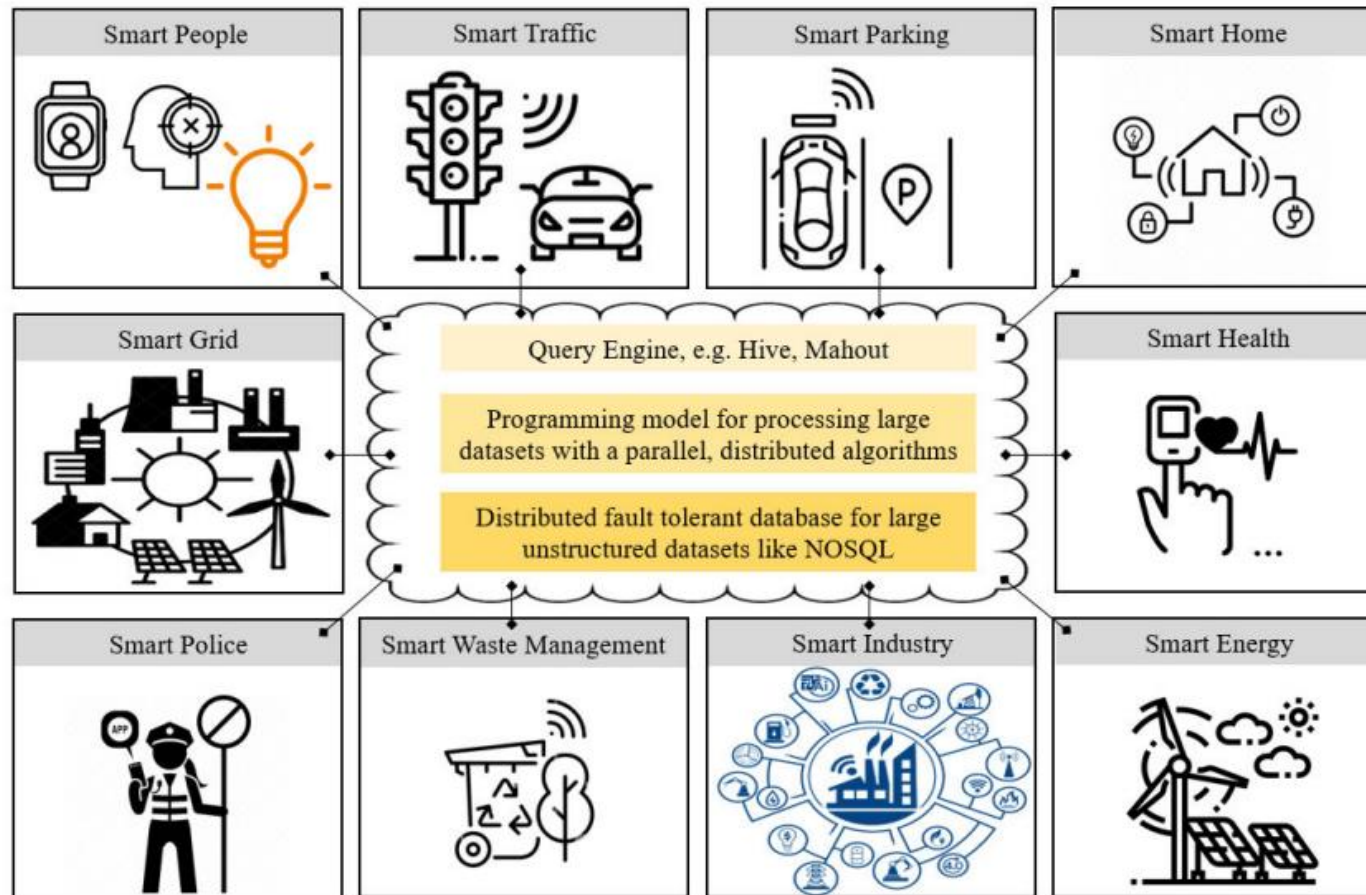 Smart People
Smart Traffic
Smart Parking
Smart Home
P
Smart Grid
Query Engine, e.g. Hive, Mahout
Programming model for processing large
datasets with a parallel, distributed algorithms
Distributed fault tolerant database for large
unstructured datasets like NOSQL
Smart Health
...
Smart Police
Smart Waste Management
Smart Industry
Smart Energy
APP
4.0